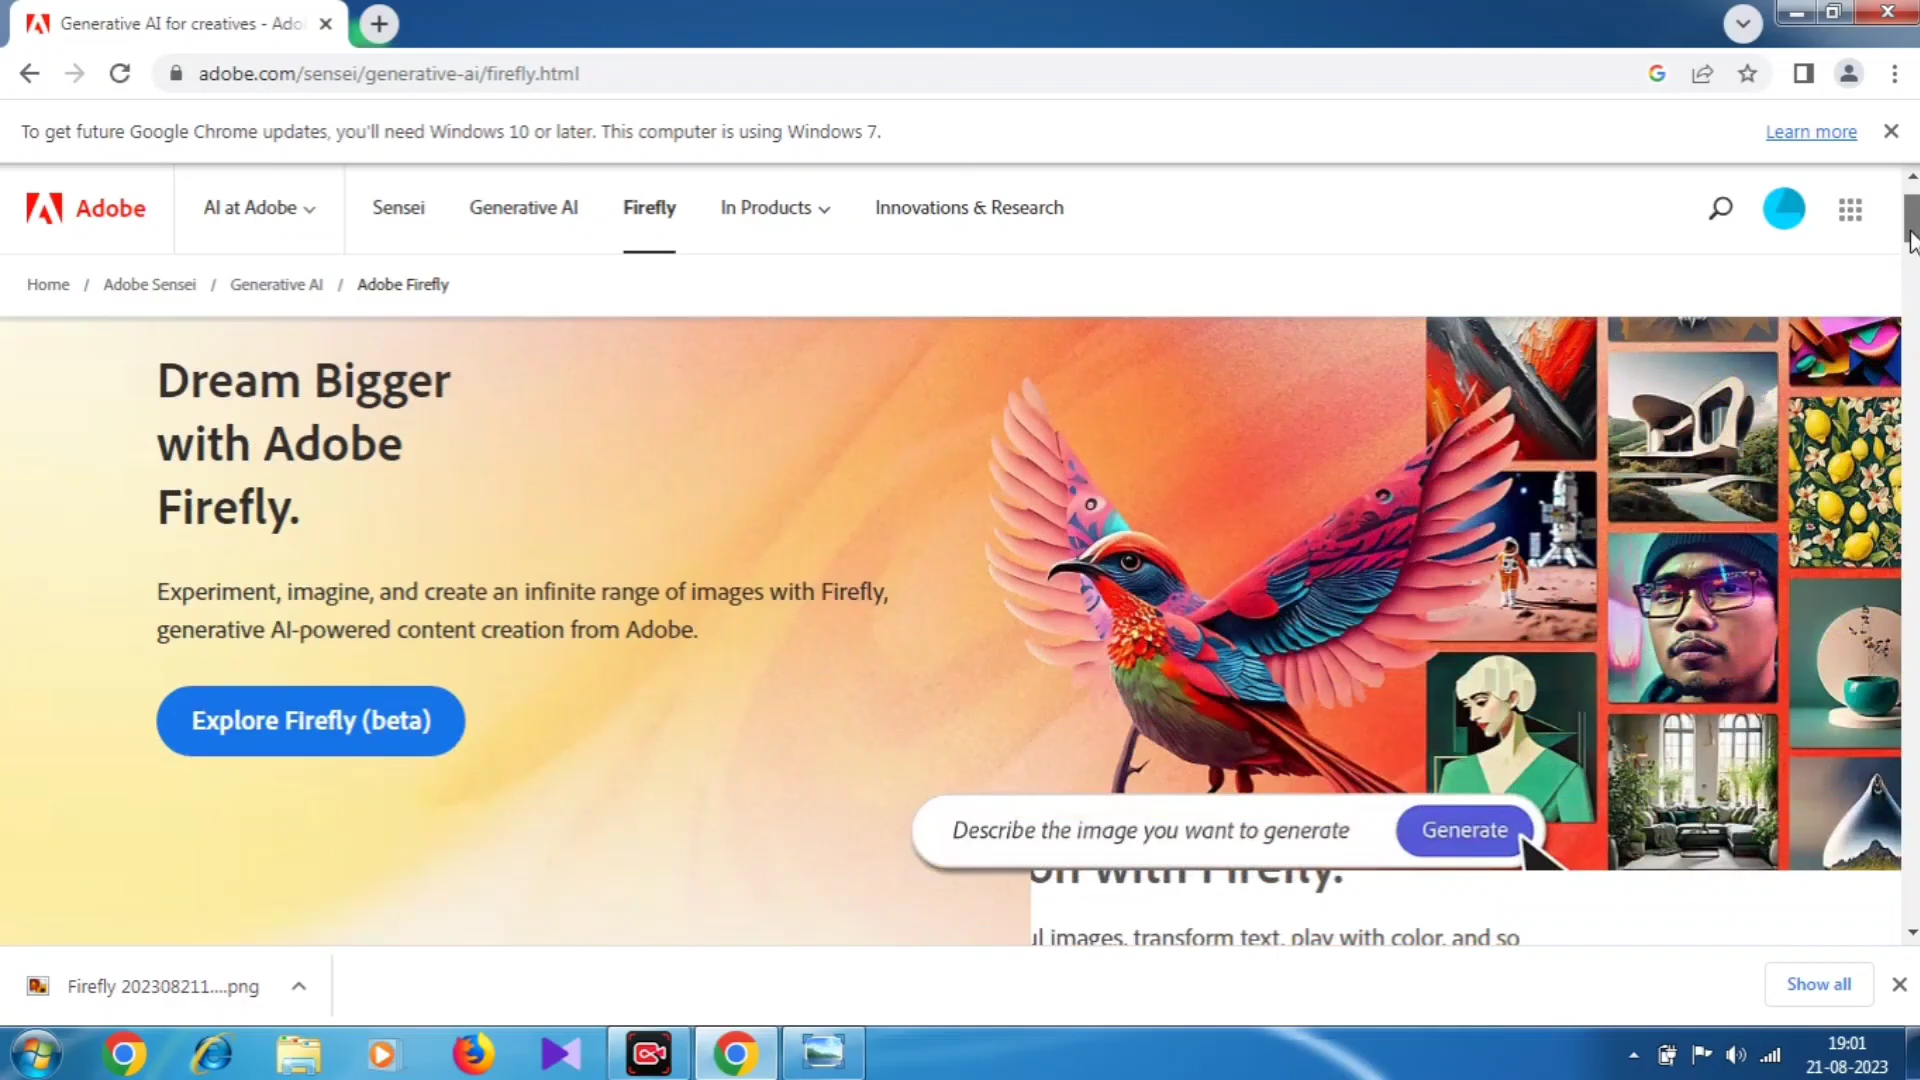 Generative AI for creatives - Ado
adobe.com/sensei/generative-ai/firefly.html
To get future Google Chrome updates, you'll need Windows 10 or later. This computer is using Windows 7.
Learn more
Adobe
AI at Adobe
Sensei
Generative AI
Firefly
In Products
Innovations & Research
Home / Adobe Sensei / Generative AI / Adobe Firefly
Dream Bigger
with Adobe
Firefly.
Experiment, imagine, and create an infinite range of images with Firefly,
generative AI-powered content creation from Adobe.
Explore Firefly (beta)
Describe the image you want to generate
Generate
on with Firefly.
ul images, transform text, play with color, and so
Firefly 202308211....png
Show all
19:01
21-08-2023